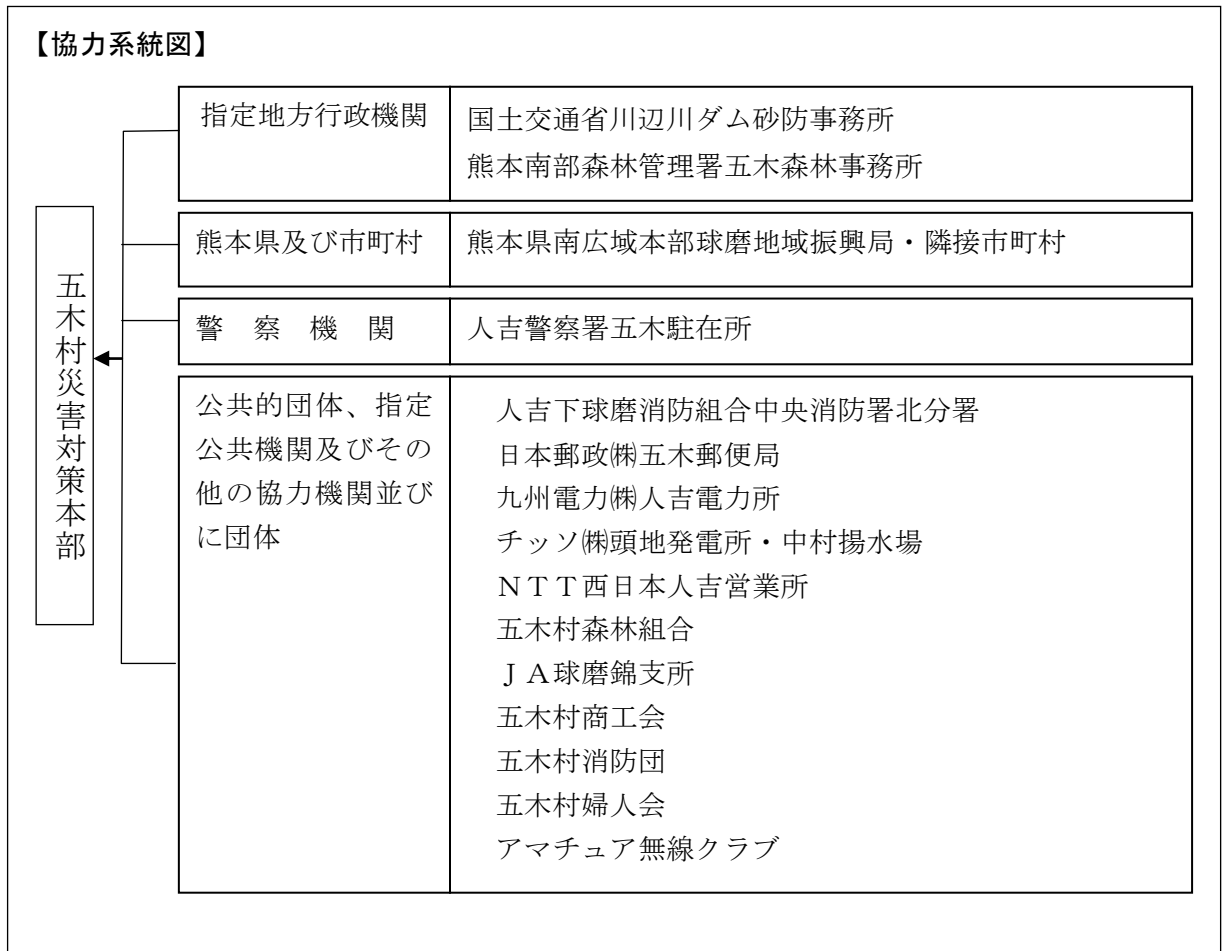 【協力系統図】
五木村災害対策本部
指定地方行政機関
国土交通省川辺川ダム砂防事務所
熊本南部森林管理署五木森林事務所
熊本県及び市町村
熊本県南広域本部球磨地域振興局・隣接市町村
警察機関
人吉警察署五木駐在所
公共的団体、指定
公共機関及びその
他の協力機関並び
に団体
人吉下球磨消防組合中央消防署北分署
日本郵政㈱五木郵便局
九州電力㈱人吉電力所
チッソ㈱頭地発電所・中村揚水場
ＮＴＴ西日本人吉営業所
五木村森林組合
ＪＡ球磨錦支所
五木村商工会
五木村消防団
五木村婦人会
アマチュア無線クラブ